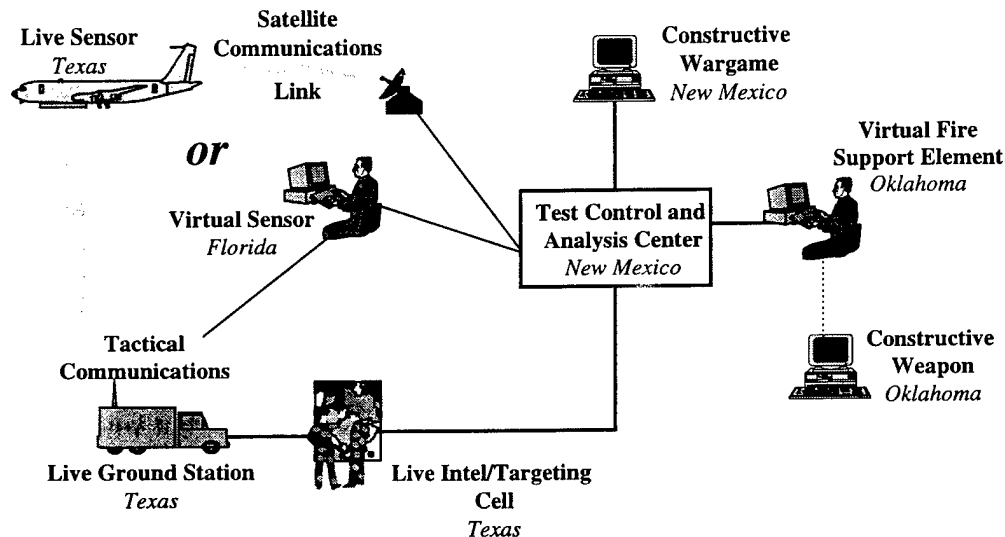 Live Sensor
Texas
Satellite
Communications
Link
or
Virtual Sensor
Florida
Constructive
Wargame
New Mexico
Virtual Fire
Support Element
Oklahoma
Test Control and
Analysis Center
New Mexico
Constructive
Weapon
Oklahoma
Tactical
Communications
Live Ground Station
Texas
Live Intel/Targeting
Cell
Texas